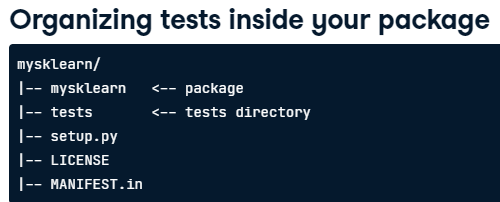 Organizing tests inside your package
mysklearn/
|-- mysklearn   <-- package
|-- tests       <-- tests directory
|-- setup.py
|-- LICENSE
|-- MANIFEST.in